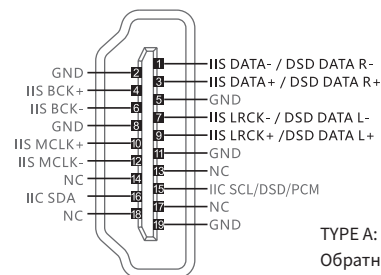 1 IIS DATA- / DSD DATA R-
GND 2
3 IIS DATA+ / DSD DATA R+
IIS BCK+ 4
5 GND
IIS BCK- 6
7 IIS LRCK- / DSD DATA L-
GND 8
9 IIS LRCK+ /DSD DATA L+
IIS MCLK+ 10
11 GND
IIS MCLK- 12
13 NC
NC 14
15 IIC SCL/DSD/PCM
IIC SDA 16
17 NC
NC 18
19 GND
TYPE A:
Обратн